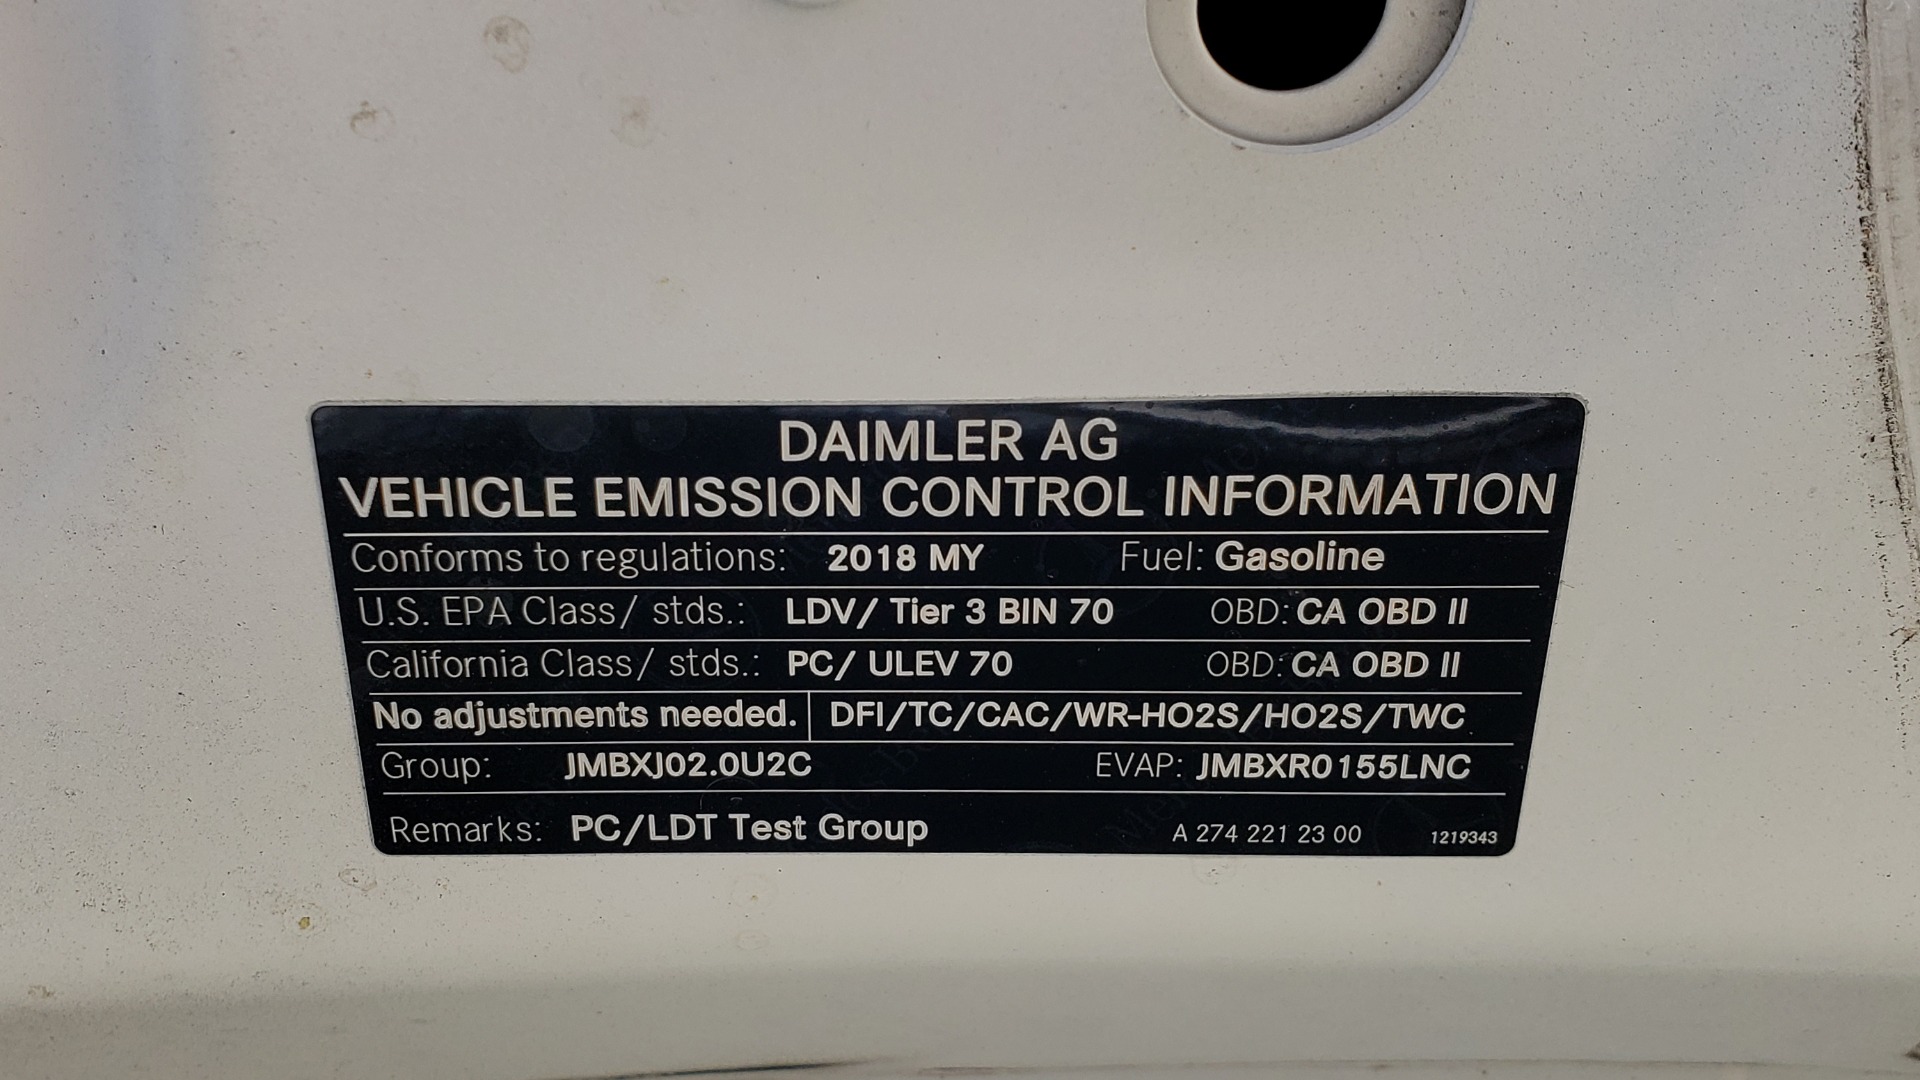 DAIMLER AG
VEHICLE EMISSION CONTROL INFORMATION
Conforms to regulations: 2018 MY Fuel: Gasoline
U.S. EPA Class/ stds.: LDV/ Tier 3 BIN 70 OBD: CA OBD II
California Class/ stds.: PC/ ULEV 70 OBD: CA OBD II
No adjustments needed. DFI/TC/CAC/WR-HO2S/HO2S/TWC
Group: JMBXJ02.0U2C EVAP: JMBXR0155LNC
Remarks: PC/LDT Test Group A 274 221 23 00 1219343